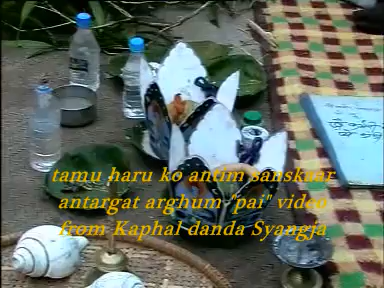 tamu haru ko antim sanskaar
antargat arghum "pai" video
from Kaphal danda Syangja